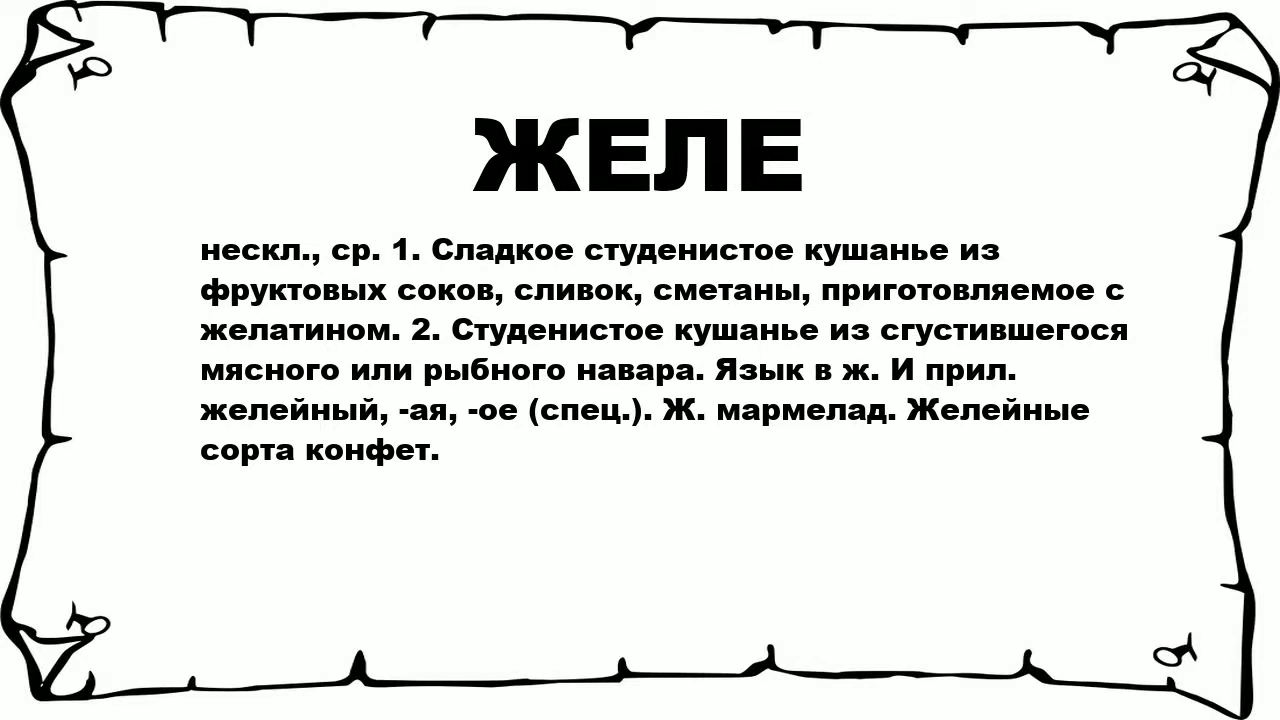 ЖЕЛЕ
нескл., ср. 1. Сладкое студенистое кушанье из
фруктовых соков, сливок, сметаны, приготовляемое с
желатином. 2. Студенистое кушанье из сгустившегося
мясного или рыбного навара. Язык в ж. И прил.
желейный, -ая, -ое (спец.). Ж. мармелад. Желейные
сорта конфет.